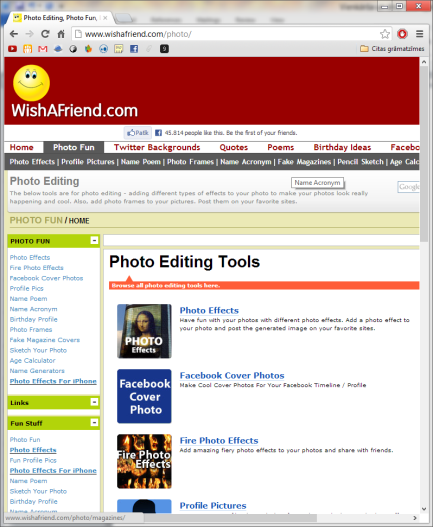 Photo Editing, Photo Fun,
www.wishafriend.com/photo/
Citas grāmatzīmes
WishAFriend.com
Patīk 45.814 people like this. Be the first of your friends.
Home Photo Fun Twitter Backgrounds Quotes Poems Birthday Ideas Facebo
Photo Effects | Profile Pictures | Name Poem | Photo Frames | Name Acronym | Fake Magazines | Pencil Sketch | Age Calc
Photo Editing
Name Acronym
Goog
The below tools are for photo editing - adding different types of effects to your photo to make your photos look really
happening and cool. Also, add photo frames to your pictures. Post them on your favorite sites.
PHOTO FUN / HOME
PHOTO FUN
Photo Effects
Fire Photo Effects
Facebook Cover Photos
Profile Pics
Name Poem
Name Acronym
Birthday Profile
Photo Frames
Fake Magazine Covers
Sketch Your Photo
Age Calculator
Name Generators
Photo Effects For iPhone
Links
Fun Stuff
Photo Fun
Photo Effects
Fun Profile Pics
Photo Effects For iPhone
Name Poem
Sketch Your Photo
Birthday Profile
Name Acronym
Photo Editing Tools
Browse all photo editing tools here.
PHOTO
Effects
Photo Effects
Have fun with your photos with different photo effects. Add a photo effect to
your photo and post the generated image on your favorite sites.
Facebook
Cover
Photo
Facebook Cover Photos
Make Cool Cover Photos For Your Facebook Timeline / Profile
Fire Photo
Effects
Fire Photo Effects
Add amazing fiery photo effects to your photos and share with friends.
Profile Pictures
www.wishafriend.com/photo/magazines/